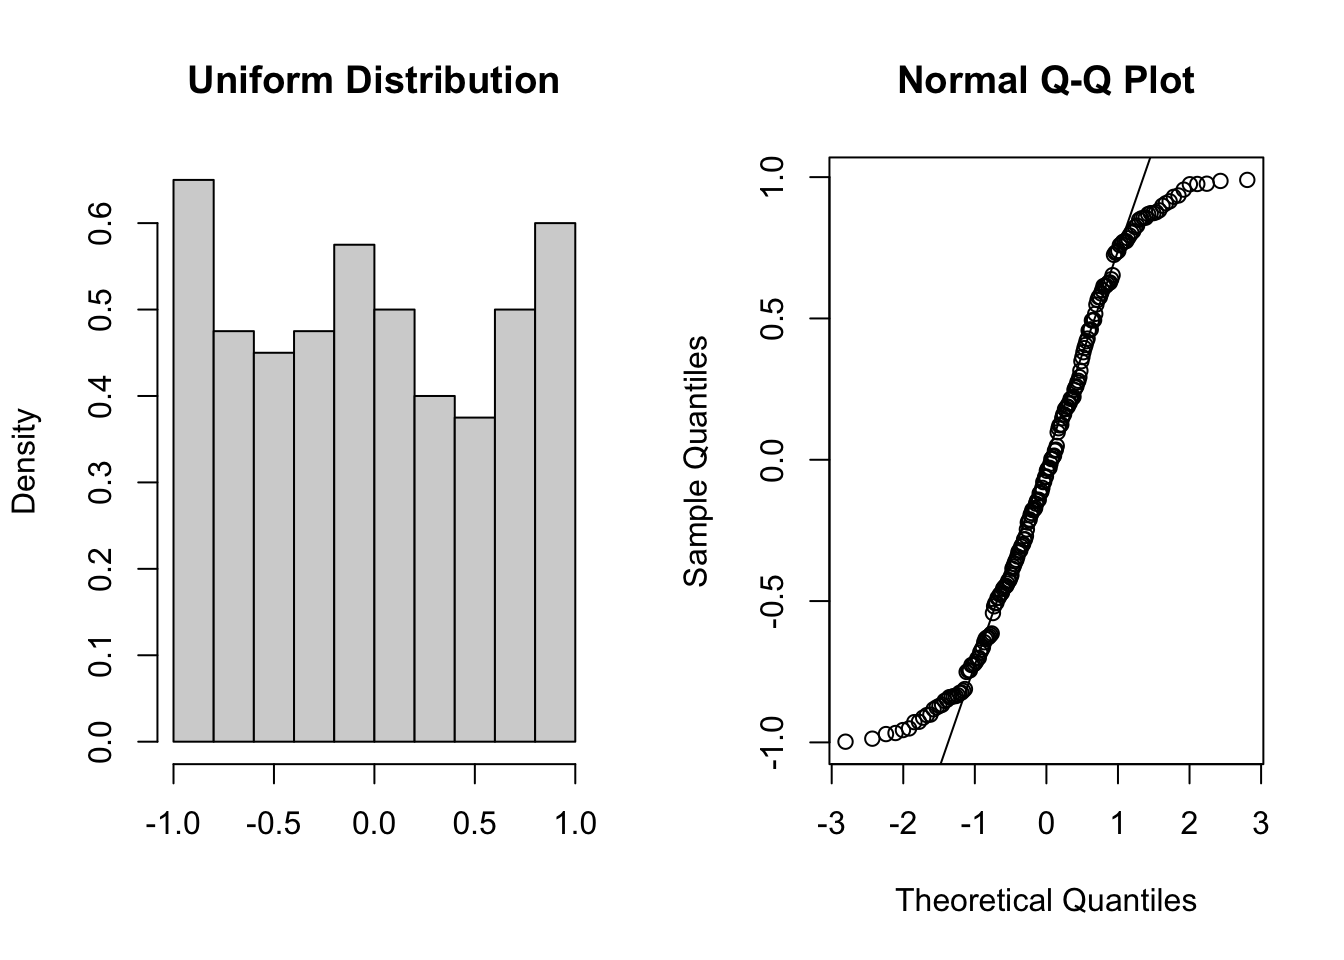 Uniform Distribution
Density
0.0 0.1 0.2 0.3 0.4 0.5 0.6
-1.0 -0.5 0.0 0.5 1.0
Normal Q-Q Plot
Sample Quantiles
-1.0 -0.5 0.0 0.5 1.0
-3 -2 -1 0 1 2 3
Theoretical Quantiles